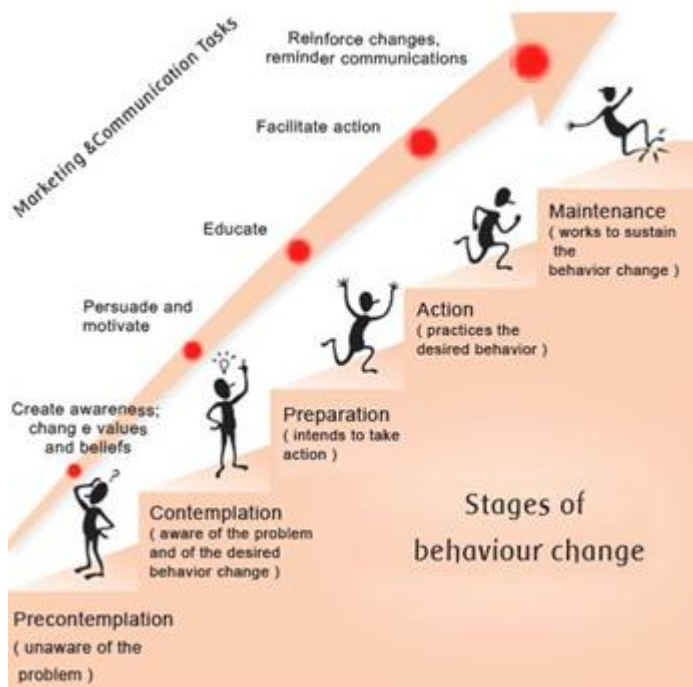 Marketing &Communication Tasks
Reinforce changes,
reminder communications
Facilitate action
Educate
Persuade and
motivate
Create awareness;
chang e values
and beliefs
?
Maintenance
( works to sustain
the
behavior change )
Action
( practices the
desired behavior )
Preparation
( intends to take
action )
Contemplation
( aware of the problem
and of the desired
behavior change )
Precontemplation
( unaware of the
problem )
Stages of
behaviour change